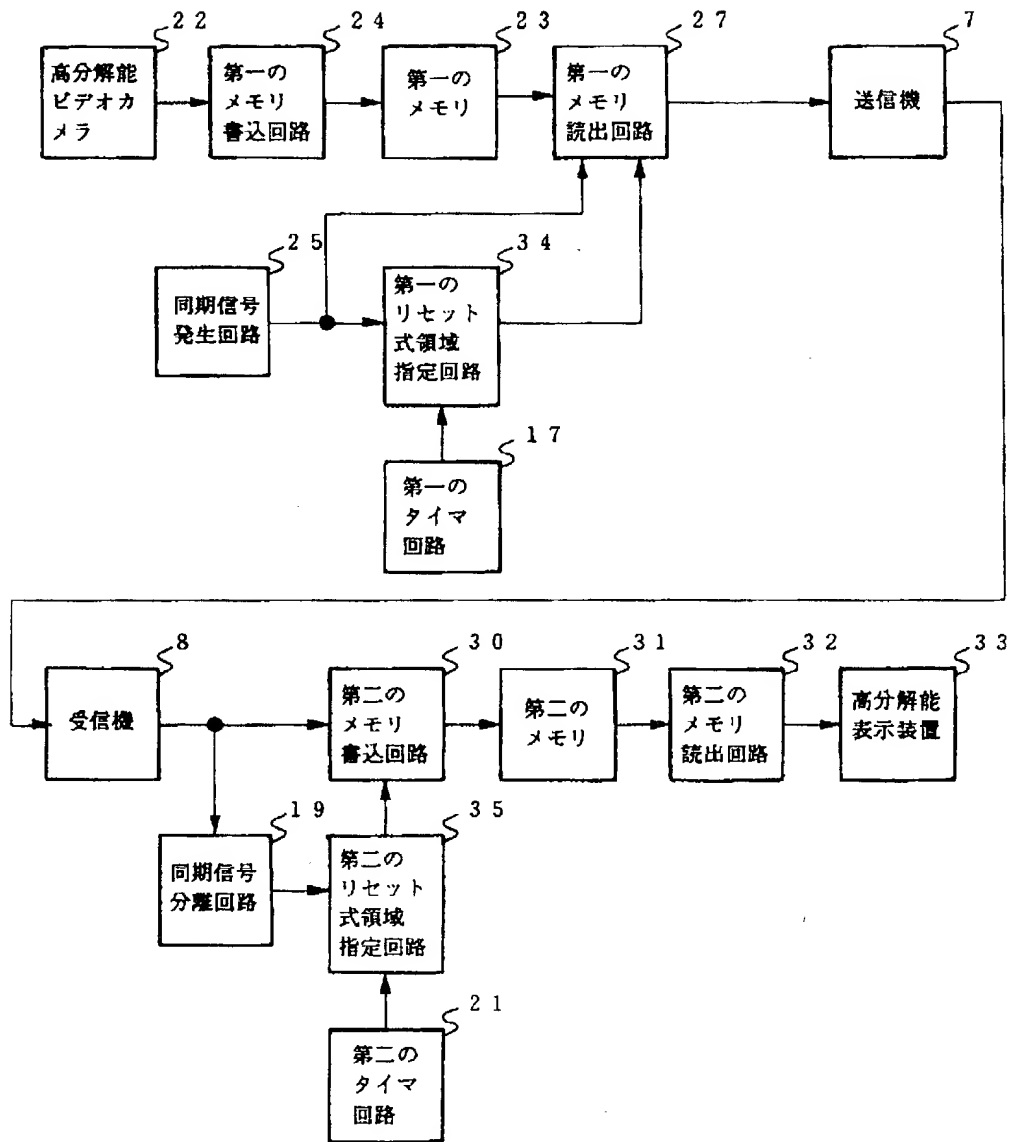 22
24
23
27
7
高分解能
ビデオカ
メラ
第一の
メモリ
書込回路
第一の
メモリ
第一の
メモリ
読出回路
送信機
25
34
同期信号
発生回路
第一の
リセット
式領域
指定回路
17
第一の
タイマ
回路
8
30
31
32
33
受信機
第二の
メモリ
書込回路
第二の
メモリ
第二の
メモリ
読出回路
高分解能
表示装置
19
35
同期信号
分離回路
第二の
リセット
式領域
指定回路
21
第二の
タイマ
回路